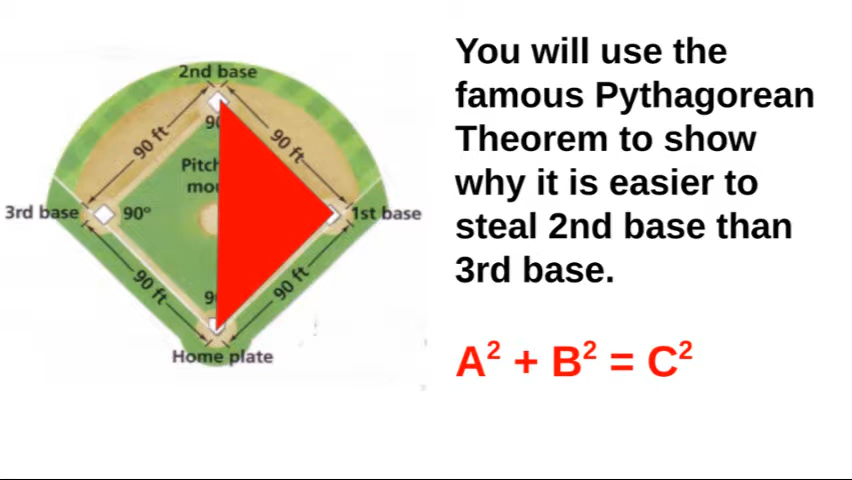 You will use the
famous Pythagorean
Theorem to show
why it is easier to
steal 2nd base than
3rd base.
A² + B² = C²
2nd base
90 ft
90 ft
3rd base
90°
1st base
90 ft
90 ft
Home plate